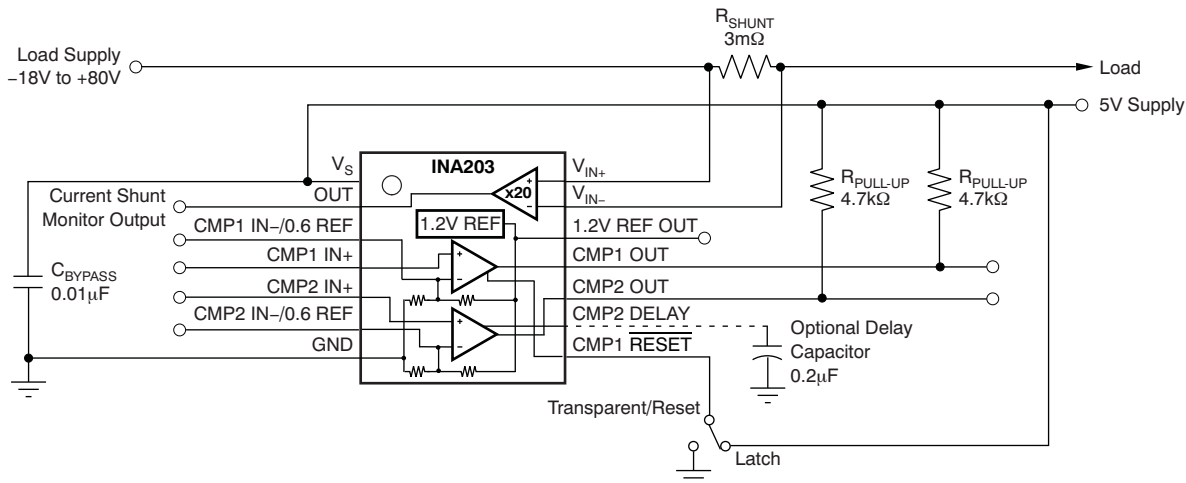 R_SHUNT
3mΩ
Load Supply
–18V to +80V
Load
5V Supply
V_S
INA203
V_IN+
Current Shunt
Monitor Output
OUT
x20
V_IN–
R_PULL-UP
4.7kΩ
R_PULL-UP
4.7kΩ
CMP1 IN–/0.6 REF
1.2V REF
1.2V REF OUT
CMP1 IN+
CMP1 OUT
C_BYPASS
0.01μF
CMP2 IN+
CMP2 OUT
CMP2 IN–/0.6 REF
CMP2 DELAY
Optional Delay
Capacitor
0.2μF
GND
CMP1 RESET
Transparent/Reset
Latch